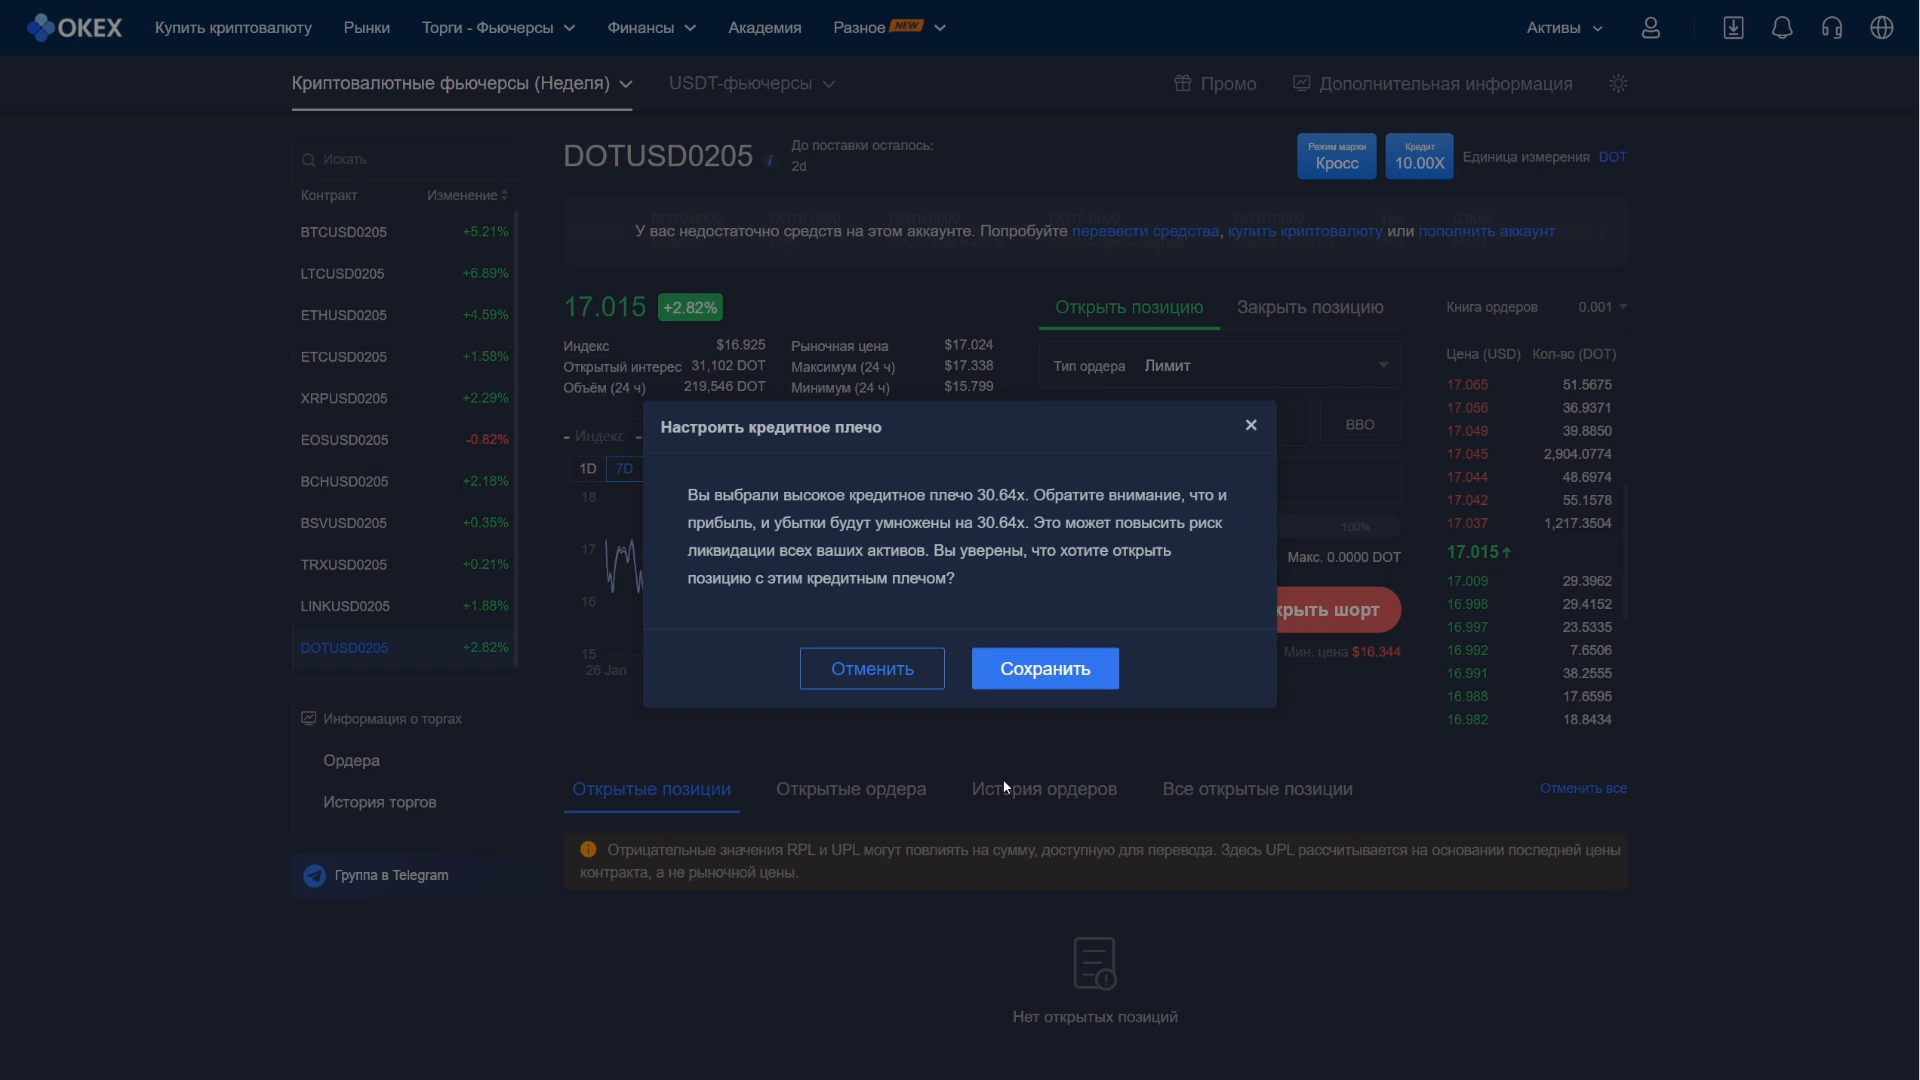 OKEX
Купить криптовалюту
Рынки
Торги - Фьючерсы
Финансы
Академия
Разное NEW
Активы
Криптовалютные фьючерсы (Неделя)
USDT-фьючерсы
Промо
Дополнительная информация
Искать
Контракт Изменение
BTCUSD0205 +5.21%
LTCUSD0205 +6.89%
ETHUSD0205 +4.59%
ETCUSD0205 +1.58%
XRPUSD0205 +2.29%
EOSUSD0205 -0.82%
BCHUSD0205 +2.18%
BSVUSD0205 +0.35%
TRXUSD0205 +0.21%
LINKUSD0205 +1.88%
DOTUSD0205 +2.82%
Информация о торгах
Ордера
История торгов
Группа в Telegram
DOTUSD0205
До поставки осталось:
2d
Режим маржи
Кросс
Кредит
10.00X
Единица измерения DOT
У вас недостаточно средств на этом аккаунте. Попробуйте перевести средства, купить криптовалюту или пополнить аккаунт
17.015 +2.82%
Индекс $16.925 Рыночная цена $17.024
Открытый интерес 31,102 DOT Максимум (24 ч) $17.338
Объём (24 ч) 219,546 DOT Минимум (24 ч) $15.799
- Индекс -
1D 7D
18
17
16
15
26 Jan
Открыть позицию
Закрыть позицию
Тип ордера Лимит
BBO
100%
Макс. 0.0000 DOT
крыть шорт
Мин. цена $16.344
Настроить кредитное плечо
Вы выбрали высокое кредитное плечо 30.64x. Обратите внимание, что и
прибыль, и убытки будут умножены на 30.64x. Это может повысить риск
ликвидации всех ваших активов. Вы уверены, что хотите открыть
позицию с этим кредитным плечом?
Отменить
Сохранить
Книга ордеров 0.001
Цена (USD) Кол-во (DOT)
17.065 51.5675
17.056 36.9371
17.049 39.8850
17.045 2,904.0774
17.044 48.6974
17.042 55.1578
17.037 1,217.3504
17.015↑
17.009 29.3962
16.998 29.4152
16.997 23.5335
16.992 7.6506
16.991 38.2555
16.988 17.6595
16.982 18.8434
Открытые позиции
Открытые ордера
История ордеров
Все открытые позиции
Отменить все
Отрицательные значения RPL и UPL могут повлиять на сумму, доступную для перевода. Здесь UPL рассчитывается на основании последней цены
контракта, а не рыночной цены.
Нет открытых позиций